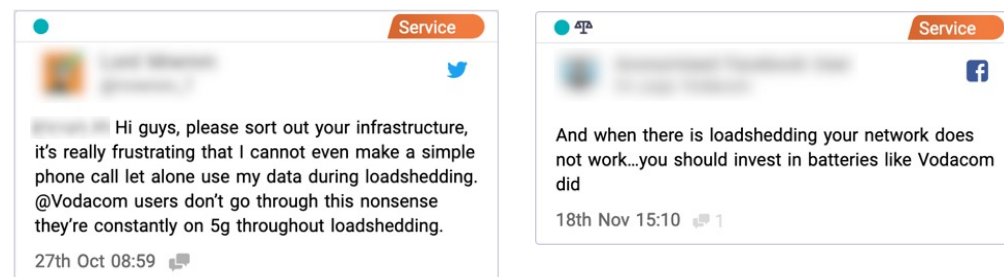 Service
Hi guys, please sort out your infrastructure,
it's really frustrating that I cannot even make a simple
phone call let alone use my data during loadshedding.
@Vodacom users don't go through this nonsense
they're constantly on 5g throughout loadshedding.
27th Oct 08:59
Service
And when there is loadshedding your network does
not work...you should invest in batteries like Vodacom
did
18th Nov 15:10 1